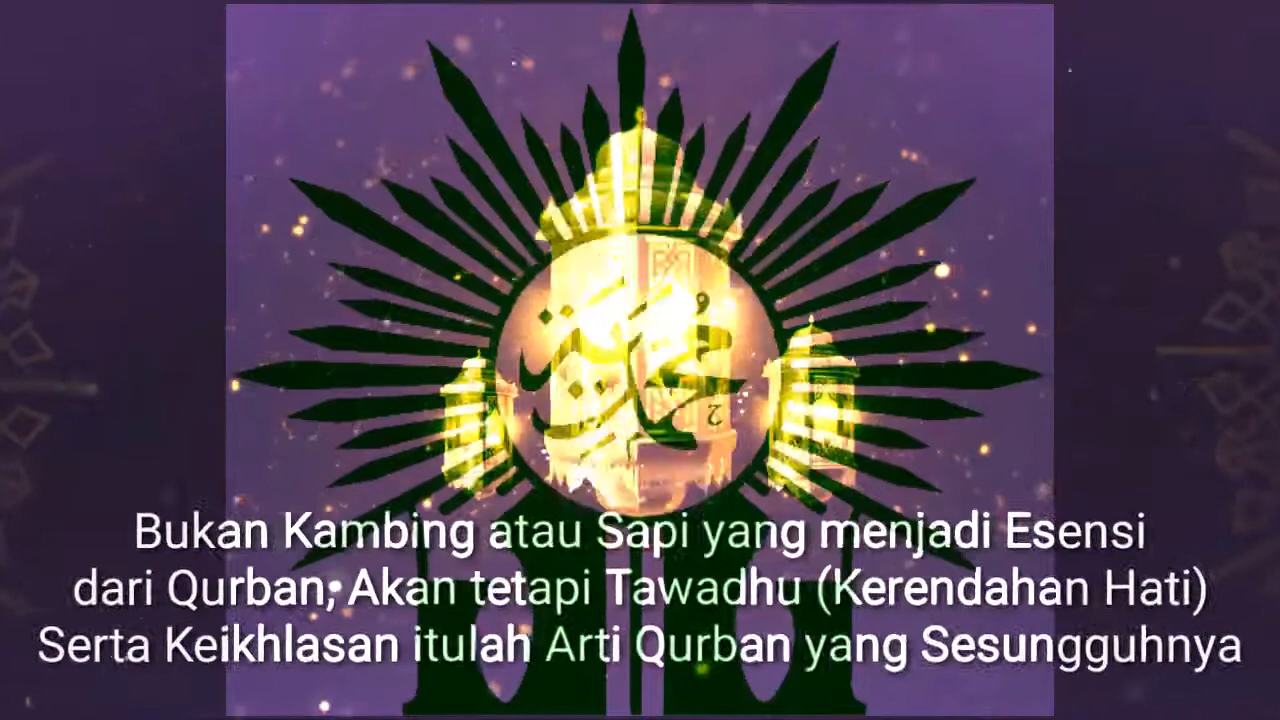 Bukan Kambing atau Sapi yang menjadi Esensi
dari Qurban, Akan tetapi Tawadhu (Kerendahan Hati)
Serta Keikhlasan itulah Arti Qurban yang Sesungguhnya